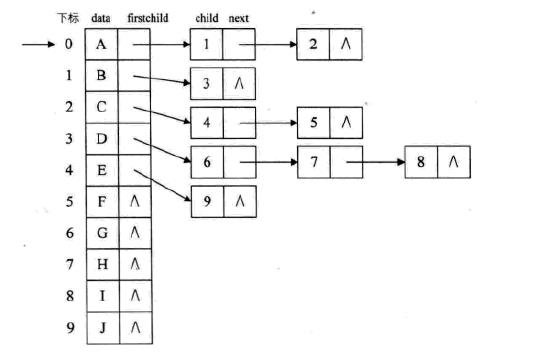 下标 data firstchild child next
0 A 1 2 ∧
1 B 3 ∧
2 C 4 5 ∧
3 D 6 7 8 ∧
4 E 9 ∧
5 F ∧
6 G ∧
7 H ∧
8 I ∧
9 J ∧